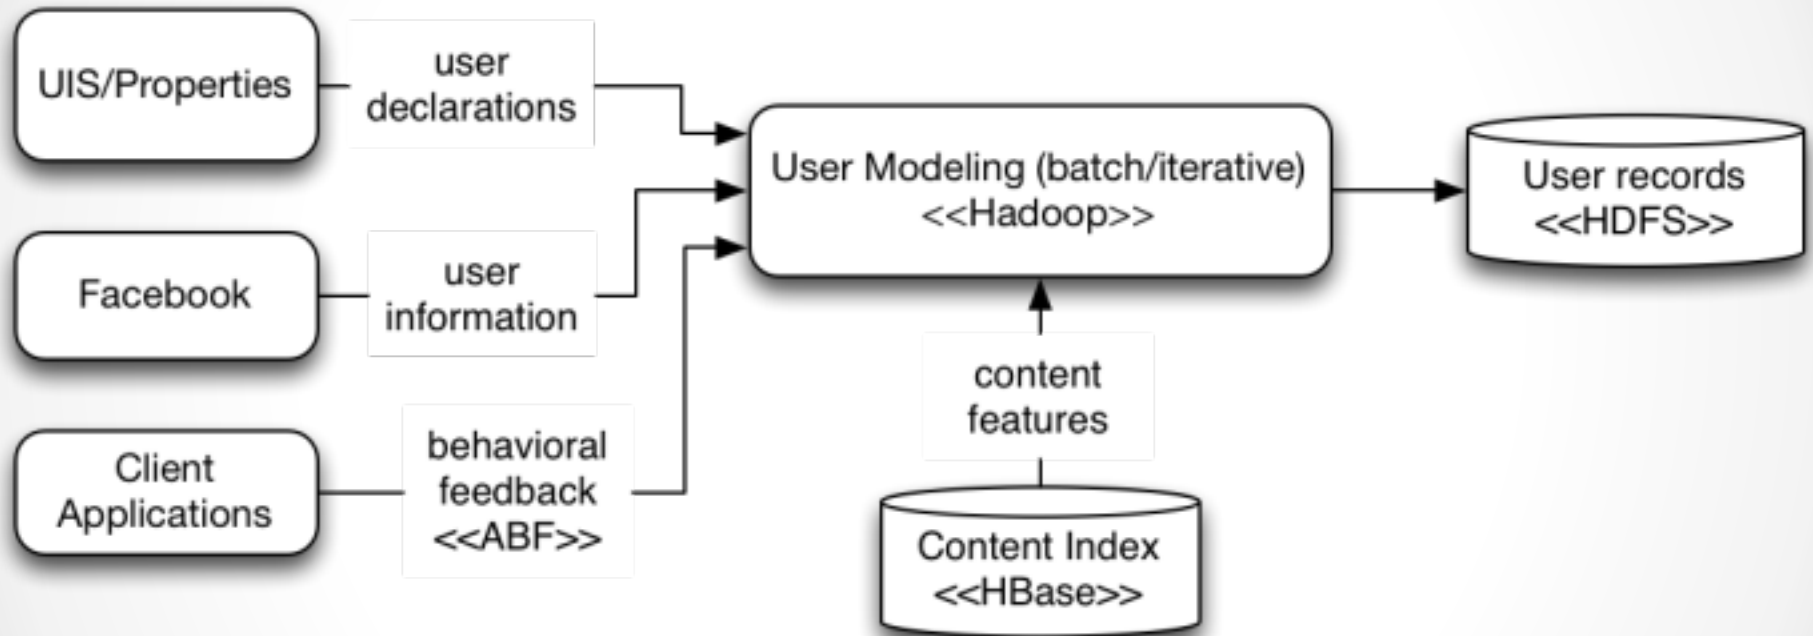 UIS/Properties
user
declarations
User Modeling (batch/iterative)
<<Hadoop>>
User records
<<HDFS>>
Facebook
user
information
content
features
Client
Applications
behavioral
feedback
<<ABF>>
Content Index
<<HBase>>